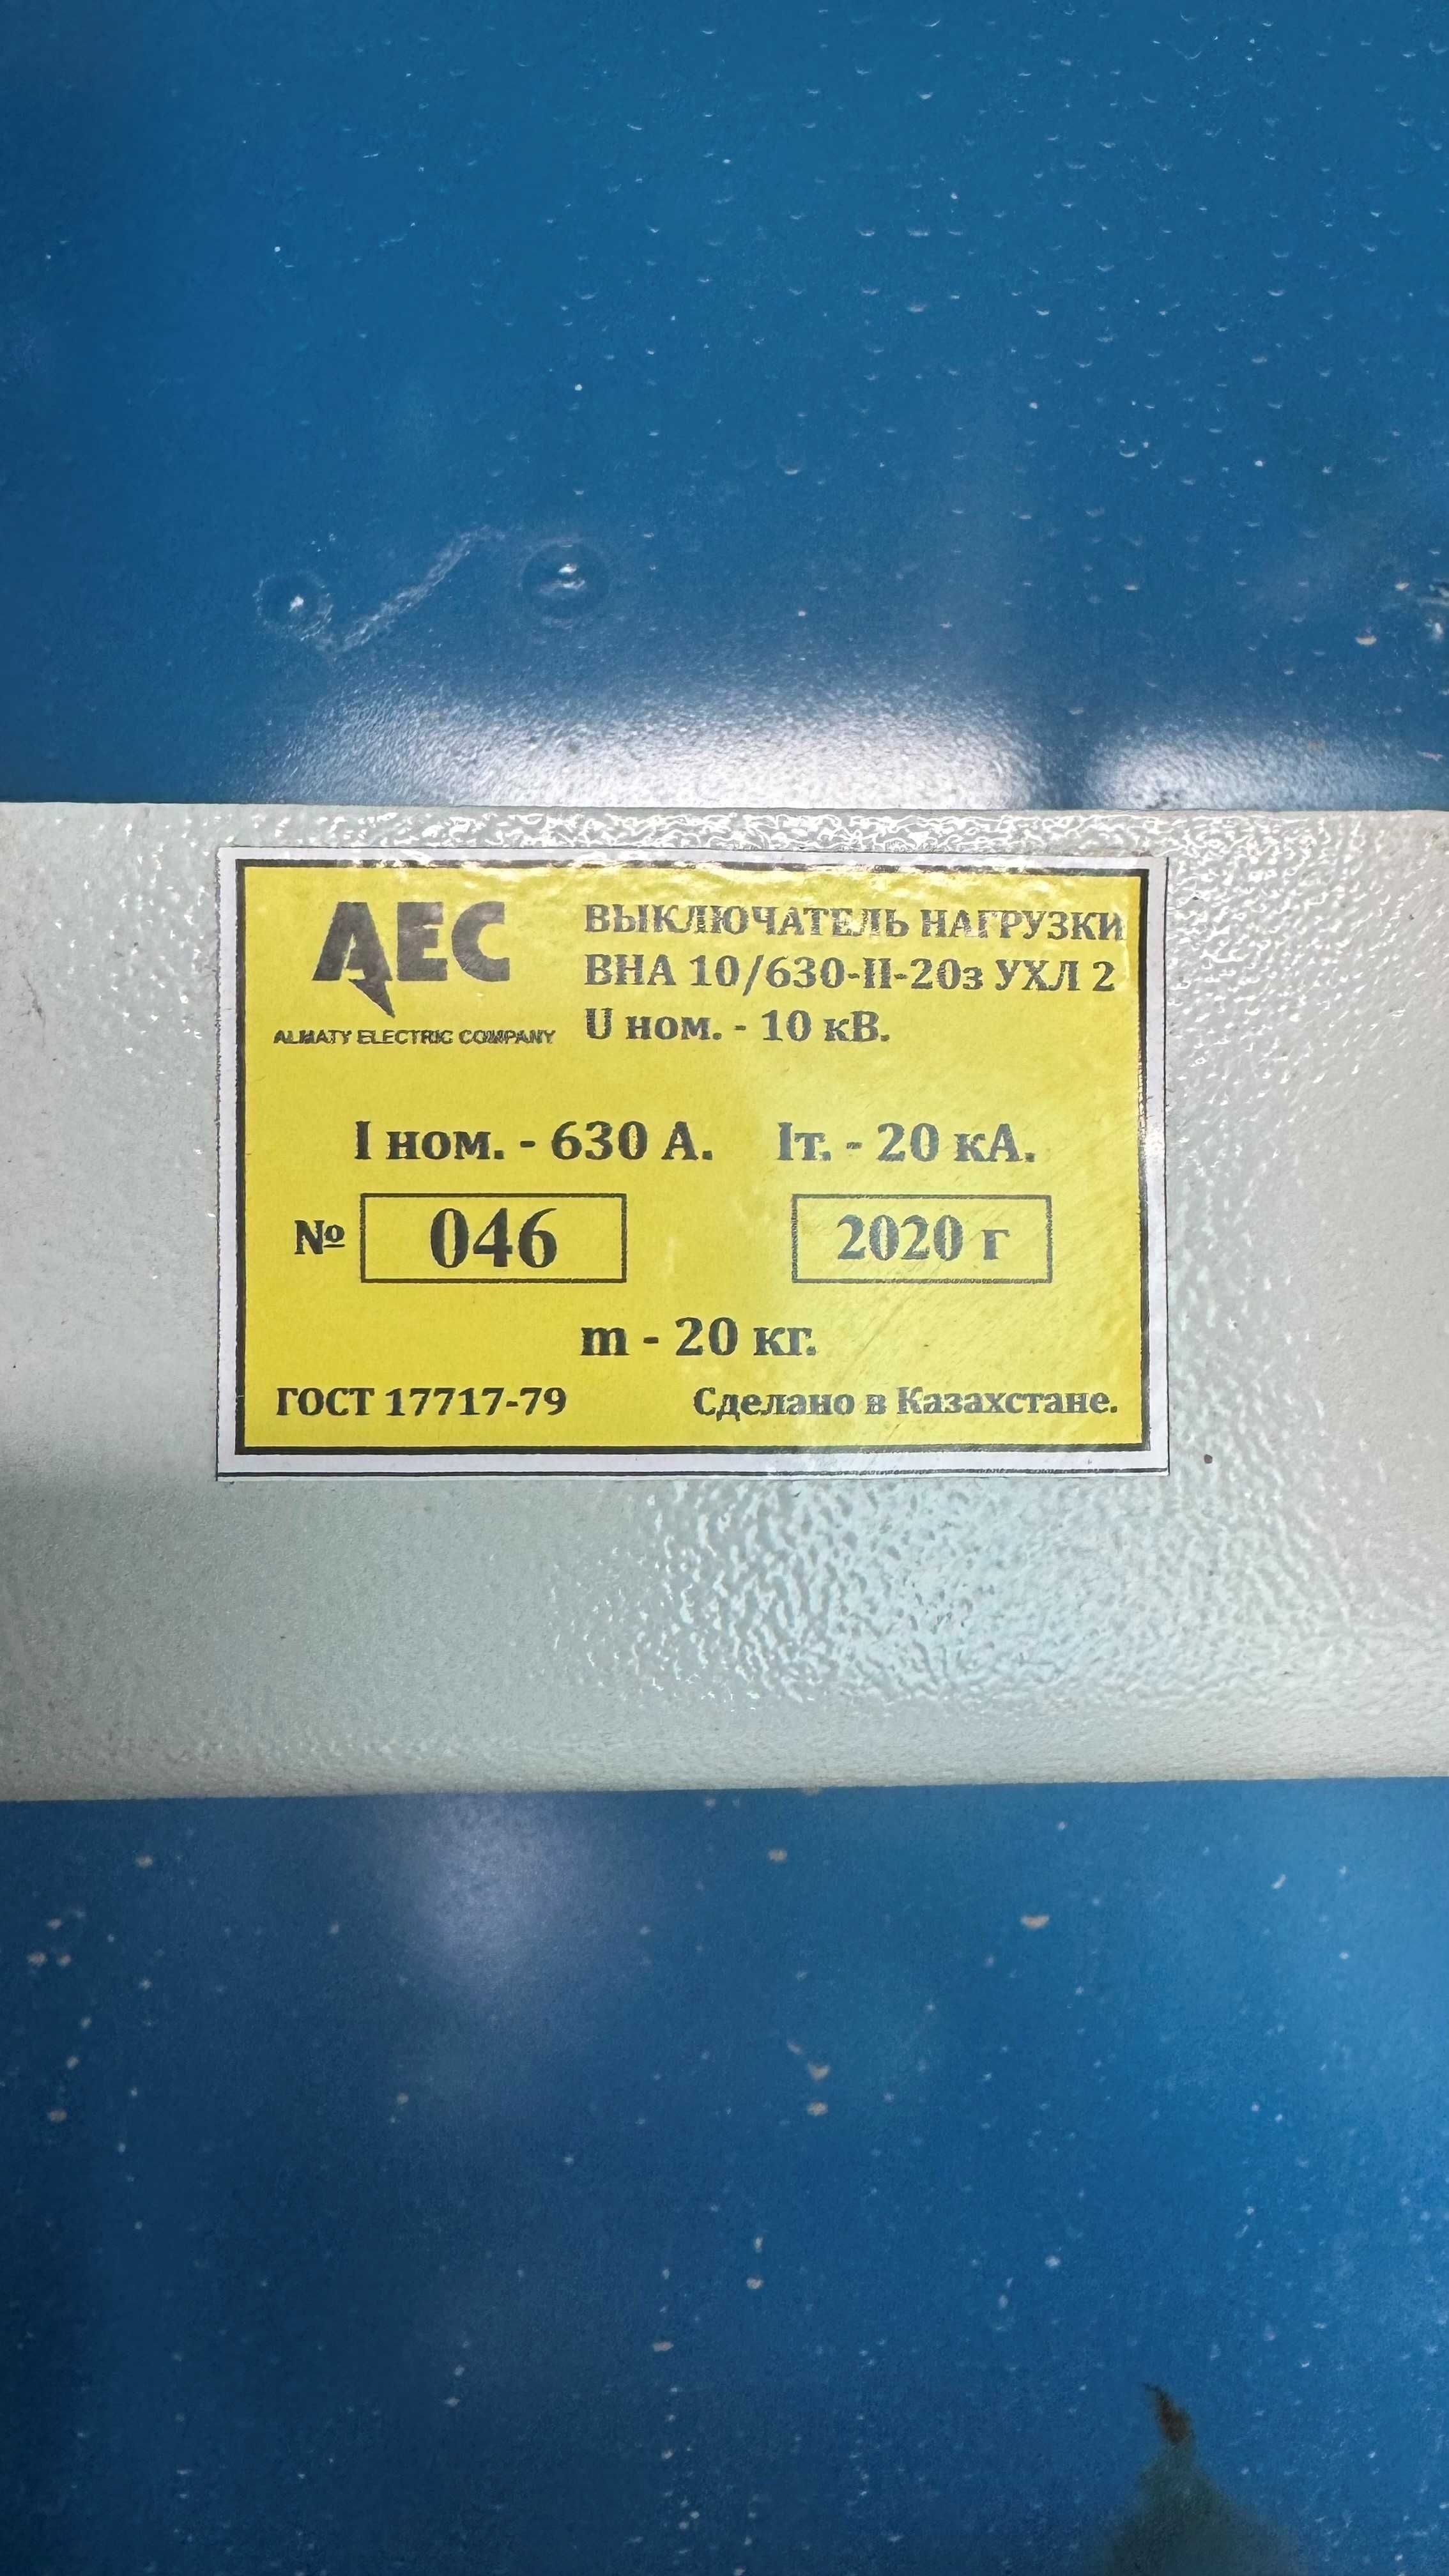 AEC
ALMATY ELECTRIC COMPANY
ВЫКЛЮЧАТЕЛЬ НАГРУЗКИ
ВНА 10/630-II-20з УХЛ 2
U ном. - 10 кВ.
I ном. - 630 А. Iт. - 20 кА.
№ 046 2020 г
m - 20 кг.
ГОСТ 17717-79 Сделано в Казахстане.